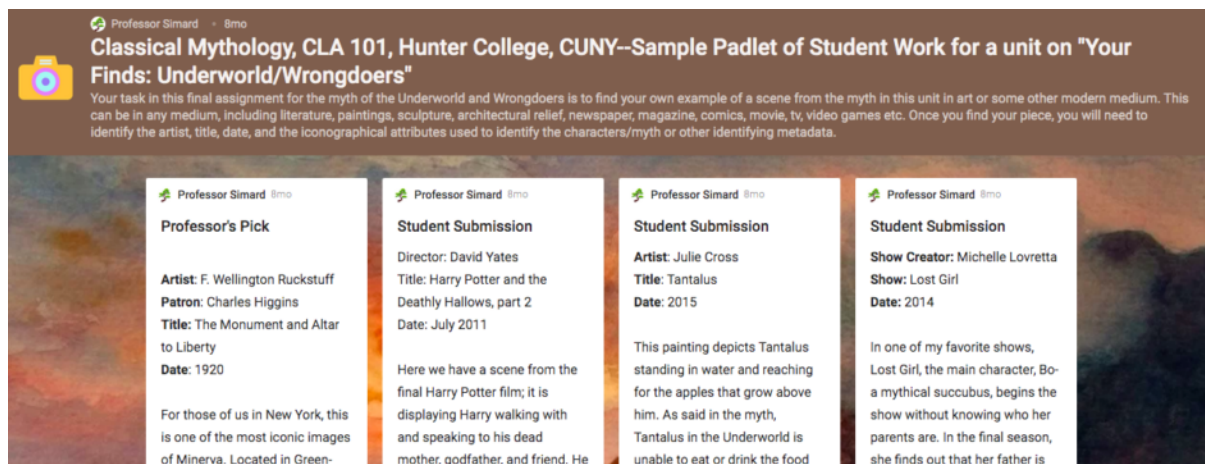 Professor Simard • 8mo
Classical Mythology, CLA 101, Hunter College, CUNY--Sample Padlet of Student Work for a unit on "Your
Finds: Underworld/Wrongdoers"
Your task in this final assignment for the myth of the Underworld and Wrongdoers is to find your own example of a scene from the myth in this unit in art or some other modern medium. This
can be in any medium, including literature, paintings, sculpture, architectural relief, newspaper, magazine, comics, movie, tv, video games etc. Once you find your piece, you will need to
identify the artist, title, date, and the iconographical attributes used to identify the characters/myth or other identifying metadata.
Professor Simard 8mo
Professor's Pick
Artist: F. Wellington Ruckstuff
Patron: Charles Higgins
Title: The Monument and Altar
to Liberty
Date: 1920
For those of us in New York, this
is one of the most iconic images
of Minerva. Located in Green-
Professor Simard 8mo
Student Submission
Director: David Yates
Title: Harry Potter and the
Deathly Hallows, part 2
Date: July 2011
Here we have a scene from the
final Harry Potter film; it is
displaying Harry walking with
and speaking to his dead
mother, godfather, and friend. He
Professor Simard 8mo
Student Submission
Artist: Julie Cross
Title: Tantalus
Date: 2015
This painting depicts Tantalus
standing in water and reaching
for the apples that grow above
him. As said in the myth,
Tantalus in the Underworld is
unable to eat or drink the food
Professor Simard 8mo
Student Submission
Show Creator: Michelle Lovretta
Show: Lost Girl
Date: 2014
In one of my favorite shows,
Lost Girl, the main character, Bo-
a mythical succubus, begins the
show without knowing who her
parents are. In the final season,
she finds out that her father is